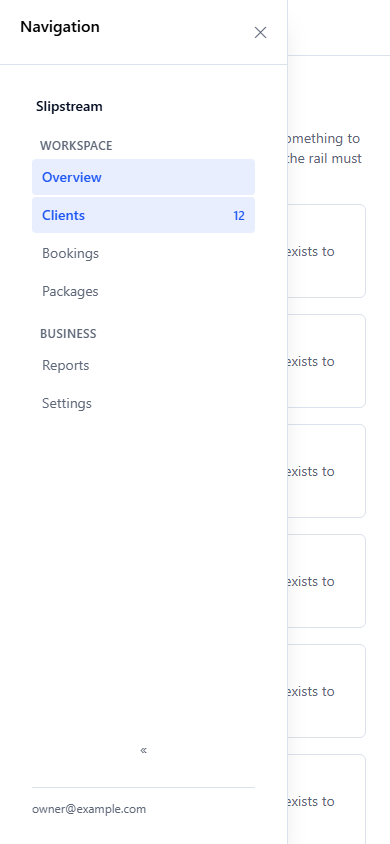 Navigation
Slipstream
WORKSPACE
Overview
Clients 12
Bookings
Packages
BUSINESS
Reports
Settings
«
owner@example.com
something to
the rail must
exists to
exists to
exists to
exists to
exists to
exists to